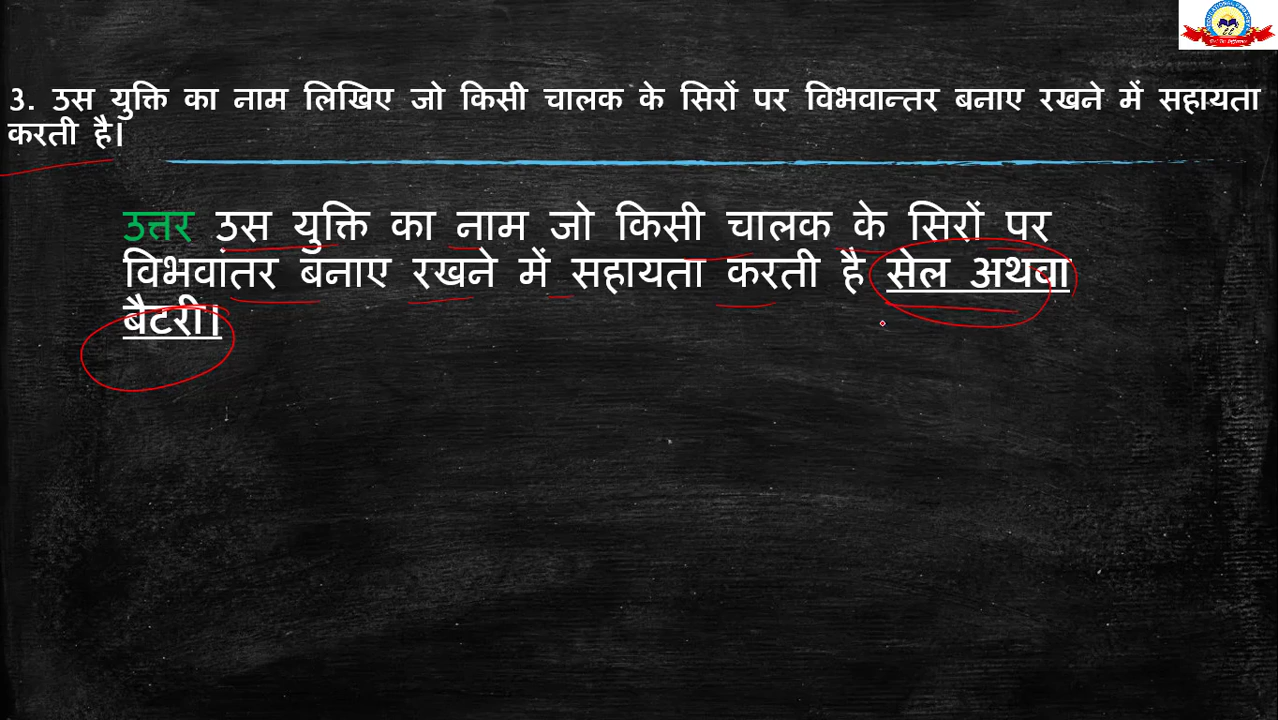 3. उस युक्ति का नाम लिखिए जो किसी चालक के सिरों पर विभवान्तर बनाए रखने में सहायता
करती है।
उत्तर उस युक्ति का नाम जो किसी चालक के सिरों पर
विभवांतर बनाए रखने में सहायता करती है सेल अथवा
बैटरी।